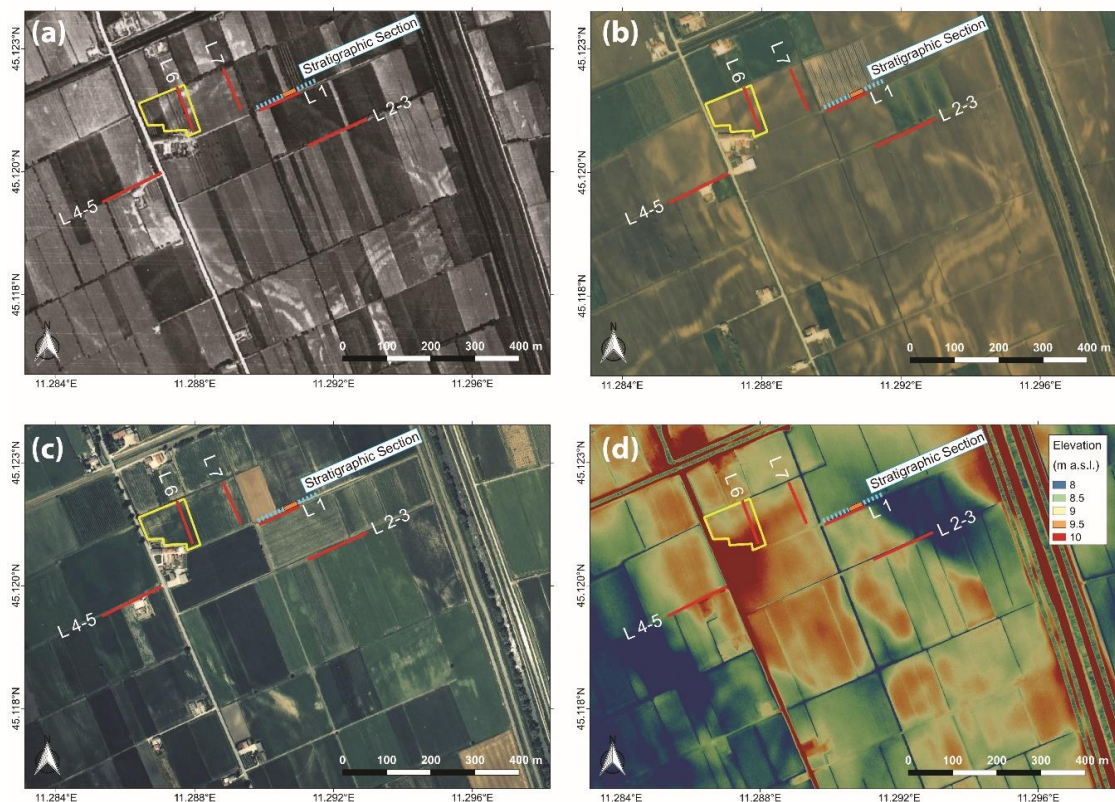 (a)
45.123°N
45.120°N
45.118°N
L 6
L 7
Stratigraphic Section
L 1
L 2-3
L 4-5
N
0 100 200 300 400 m
11.284°E 11.288°E 11.292°E 11.296°E
(b)
45.123°N
45.120°N
45.118°N
L 6
L 7
Stratigraphic Section
L 1
L 2-3
L 4-5
N
0 100 200 300 400 m
11.284°E 11.288°E 11.292°E 11.296°E
(c)
45.123°N
45.120°N
45.118°N
L 6
L 7
Stratigraphic Section
L 1
L 2-3
L 4-5
N
0 100 200 300 400 m
11.284°E 11.288°E 11.292°E 11.296°E
(d)
45.123°N
45.120°N
45.118°N
L 6
L 7
Stratigraphic Section
L 1
L 2-3
L 4-5
Elevation
(m a.s.l.)
8
8.5
9
9.5
10
N
0 100 200 300 400 m
11.284°E 11.288°E 11.292°E 11.296°E